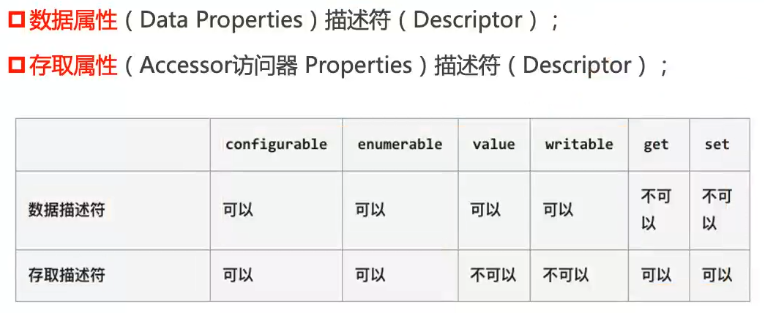 数据属性（Data Properties）描述符（Descriptor）；
存取属性（Accessor访问器 Properties）描述符（Descriptor）；
configurable enumerable value writable get set
数据描述符 可以 可以 可以 可以 不可以 不可以
存取描述符 可以 可以 不可以 不可以 可以 可以